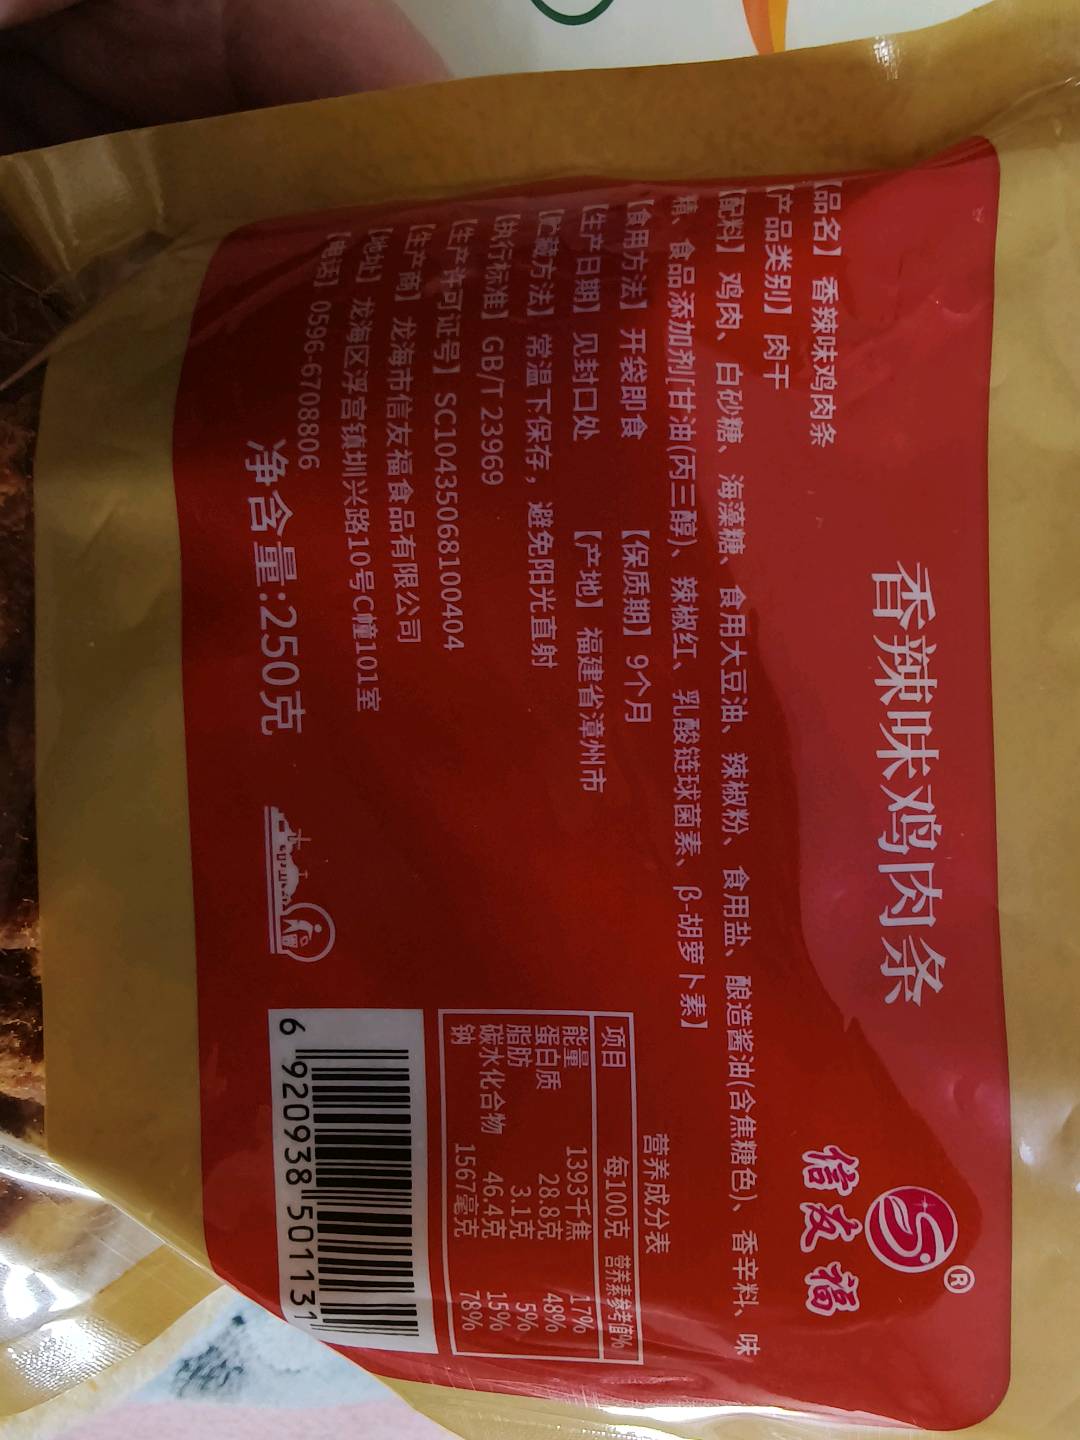 香辣味鸡肉条
®
信友福
【品名】 香辣味鸡肉条
【产品类别】 肉干
【配料】 鸡肉、白砂糖、海藻糖、食用大豆油、辣椒粉、食用盐、酿造酱油(含焦糖色)、香辛料、味
精、食品添加剂[甘油(丙三醇)、辣椒红、乳酸链球菌素、β-胡萝卜素】
【食用方法】 开袋即食 【保质期】 9个月
【生产日期】 见封口处 【产地】 福建省漳州市
【贮藏方法】 常温下保存，避免阳光直射
【执行标准】 GB/T 23969
【生产许可证号】 SC10435068100404
【生产商】 龙海市信友福食品有限公司
【地址】 龙海区浮宫镇圳兴路10号C幢101室
【电话】 0596-6708806
净含量:250克
营养成分表
项目 每100克 营养素参考值%
能量 1393千焦 17%
蛋白质 28.8克 48%
脂肪 3.1克 5%
碳水化合物 46.4克 15%
钠 1567毫克 78%
6 920938 501131